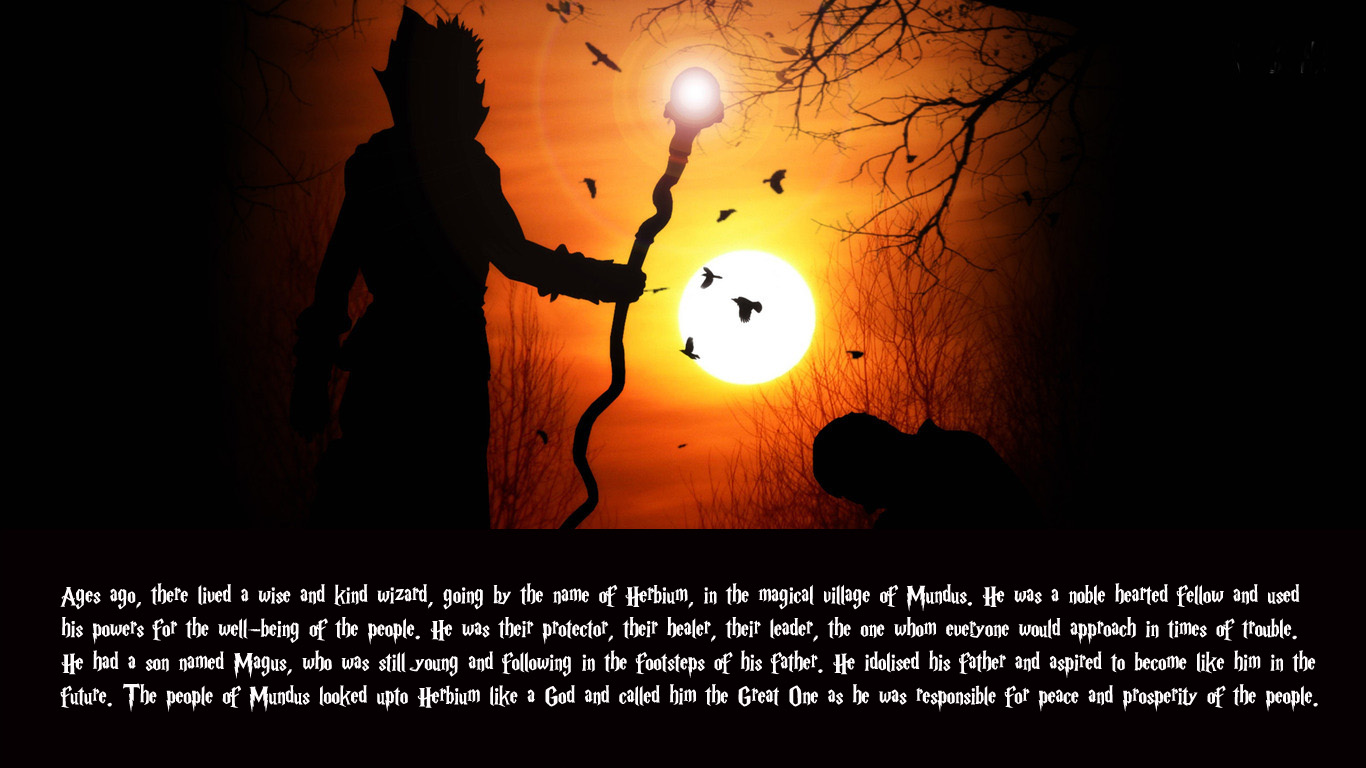 Ages ago, there lived a wise and kind wizard, going by the name of Herbium, in the magical village of Mundus. He was a noble hearted fellow and used
his powers for the well-being of the people. He was their protector, their healer, their leader, the one whom everyone would approach in times of trouble.
He had a son named Magus, who was still young and following in the footsteps of his father. He idolised his father and aspired to become like him in the
future. The people of Mundus looked upto Herbium like a God and called him the Great One as he was responsible for peace and prosperity of the people.